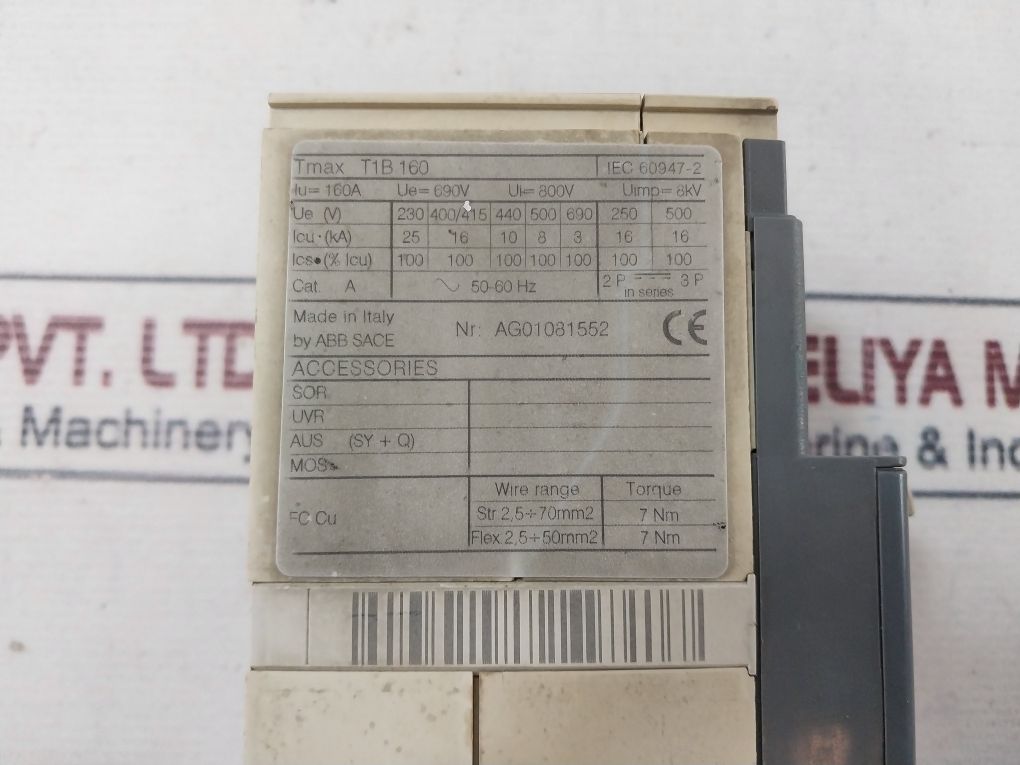 Tmax T1B 160 IEC 60947-2
Iu= 160A Ue= 690V Ui= 800V Uimp= 8kV
Ue (V) 230 400/415 440 500 690 250 500
Icu (kA) 25 16 10 8 3 16 16
Ics (% Icu) 100 100 100 100 100 100 100
Cat. A ~ 50-60 Hz 2 P 3 P
in series
Made in Italy
by ABB SACE
Nr: AG01081552 CE
ACCESSORIES
SOR
UVR
AUS (SY + Q)
MOS
Wire range Torque
FC Cu
Str 2,5÷70mm2 7 Nm
Flex 2,5÷50mm2 7 Nm
PVT. LTD
& Machinery
ELIYA M
rine & Ind